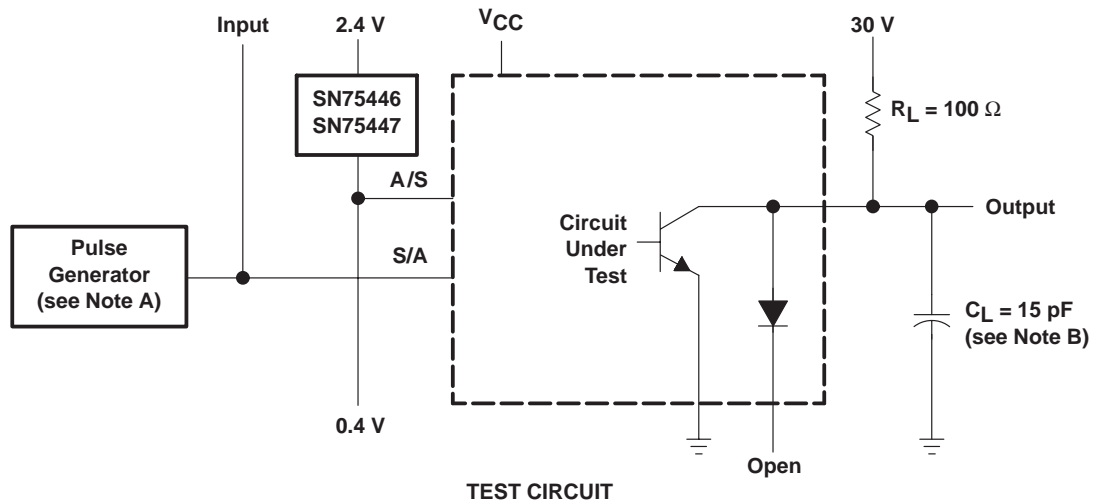 Input
2.4 V
VCC
30 V
SN75446
SN75447
RL = 100 Ω
A/S
Circuit
Under
Test
Output
Pulse
Generator
(see Note A)
S/A
CL = 15 pF
(see Note B)
0.4 V
Open
TEST CIRCUIT